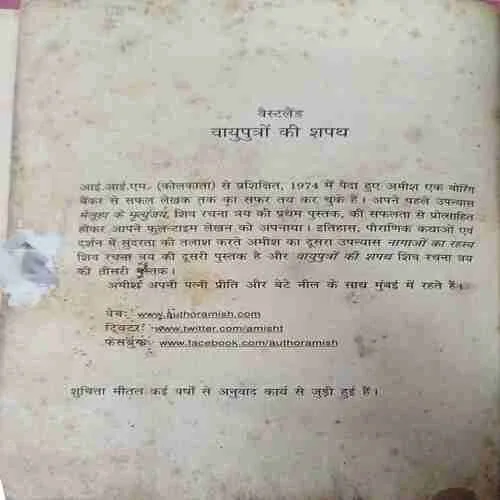 वैस्टलैंड
वायुपुत्रों की शपथ
आई.आई.एम. (कोलकाता) से प्रशिक्षित, 1974 में पैदा हुए अमीश एक बोरिंग
बैंकर से सफल लेखक तक का सफर तय कर चुके हैं। अपने पहले उपन्यास
मेलूहा के मृत्युंजय, शिव रचना त्रय की प्रथम पुस्तक, की सफलता से प्रोत्साहित
होकर आपने फुल-टाइम लेखन को अपनाया। इतिहास, पौराणिक कथाओं एवं
दर्शन में सुंदरता की तलाश करते अमीश का दूसरा उपन्यास नागाओं का रहस्य
शिव रचना त्रय की दूसरी पुस्तक है और वायुपुत्रों की शपथ शिव रचना त्रय
की तीसरी पुस्तक।
अमीश अपनी पत्नी प्रीति और बेटे नील के साथ मुंबई में रहते हैं।
वेब: www.authoramish.com
ट्विटर: www.twitter.com/amisht
फेसबुक: www.facebook.com/authoramish
शुचिता मीतल कई वर्षों से अनुवाद कार्य से जुड़ी हुई हैं।